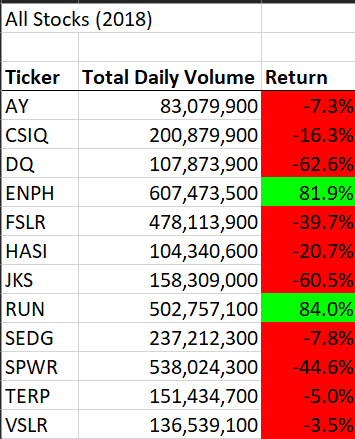 All Stocks (2018)
Ticker Total Daily Volume Return
AY 83,079,900 -7.3%
CSIQ 200,879,900 -16.3%
DQ 107,873,900 -62.6%
ENPH 607,473,500 81.9%
FSLR 478,113,900 -39.7%
HASI 104,340,600 -20.7%
JKS 158,309,000 -60.5%
RUN 502,757,100 84.0%
SEDG 237,212,300 -7.8%
SPWR 538,024,300 -44.6%
TERP 151,434,700 -5.0%
VSLR 136,539,100 -3.5%